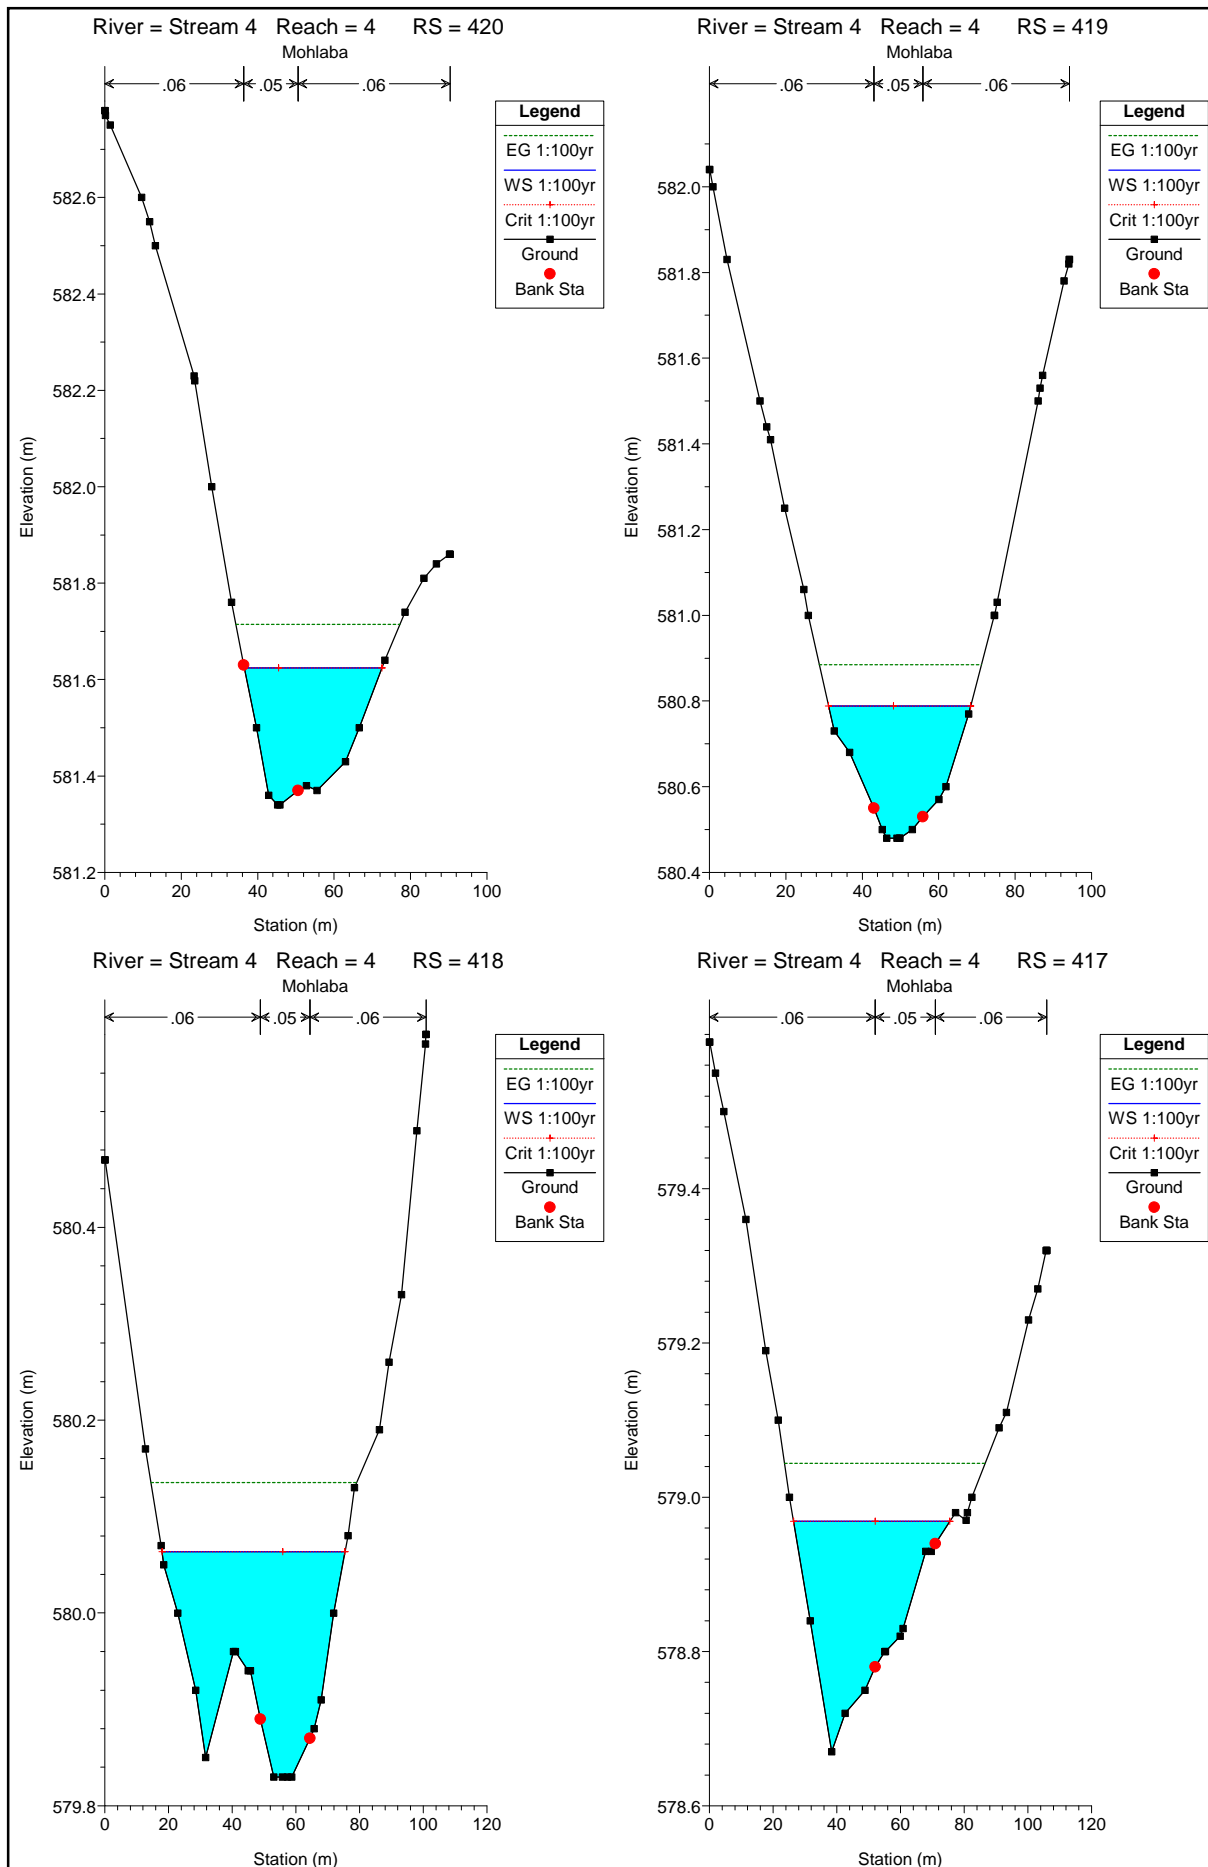 River = Stream 4 Reach = 4 RS = 420
Mohlaba
.06 .05 .06
Legend
EG 1:100yr
WS 1:100yr
Crit 1:100yr
Ground
Bank Sta
582.6
582.4
582.2
582.0
581.8
581.6
581.4
581.2
Elevation (m)
0 20 40 60 80 100
Station (m)
River = Stream 4 Reach = 4 RS = 419
Mohlaba
.06 .05 .06
Legend
EG 1:100yr
WS 1:100yr
Crit 1:100yr
Ground
Bank Sta
582.0
581.8
581.6
581.4
581.2
581.0
580.8
580.6
580.4
Elevation (m)
0 20 40 60 80 100
Station (m)
River = Stream 4 Reach = 4 RS = 418
Mohlaba
.06 .05 .06
Legend
EG 1:100yr
WS 1:100yr
Crit 1:100yr
Ground
Bank Sta
580.4
580.2
580.0
579.8
Elevation (m)
0 20 40 60 80 100 120
Station (m)
River = Stream 4 Reach = 4 RS = 417
Mohlaba
.06 .05 .06
Legend
EG 1:100yr
WS 1:100yr
Crit 1:100yr
Ground
Bank Sta
579.4
579.2
579.0
578.8
578.6
Elevation (m)
0 20 40 60 80 100 120
Station (m)